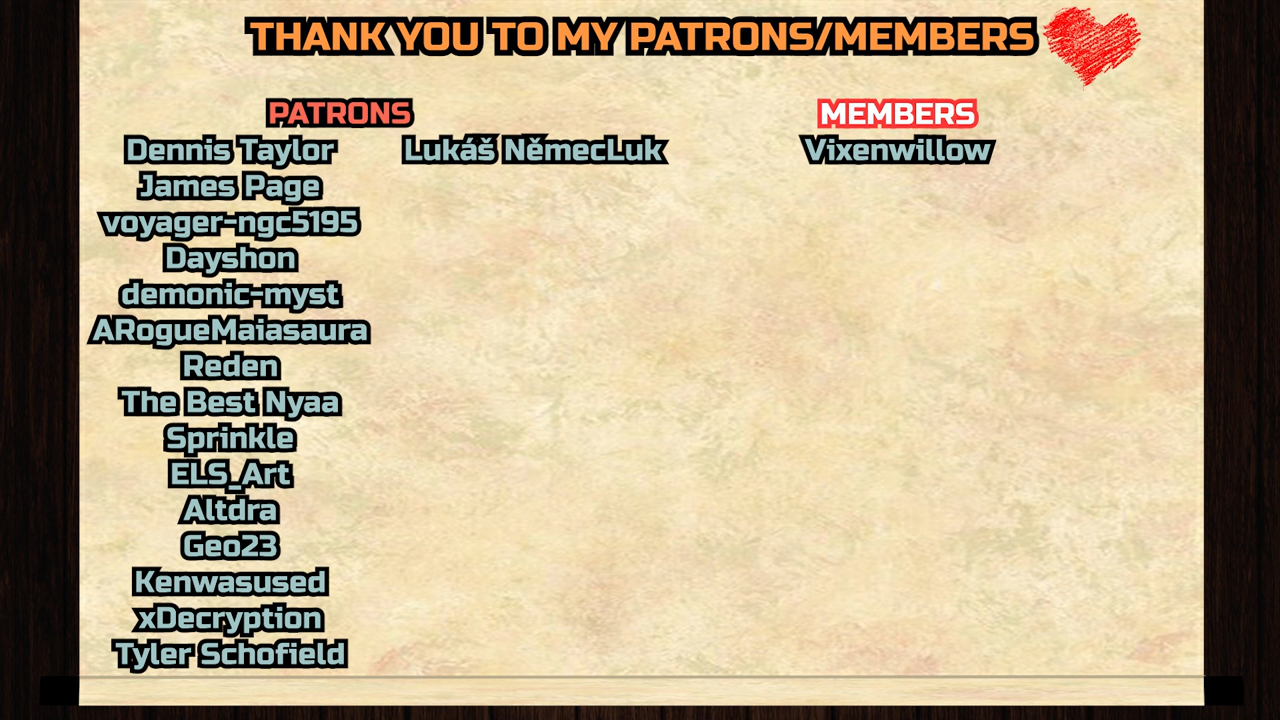 THANK YOU TO MY PATRONS/MEMBERS
PATRONS
Dennis Taylor
James Page
voyager-ngc5195
Dayshon
demonic-myst
ARogueMaiasaura
Reden
The Best Nyaa
Sprinkle
ELS_Art
Altdra
Geo23
Kenwasused
xDecryption
Tyler Schofield
Lukáš NěmecLuk
MEMBERS
Vixenwillow